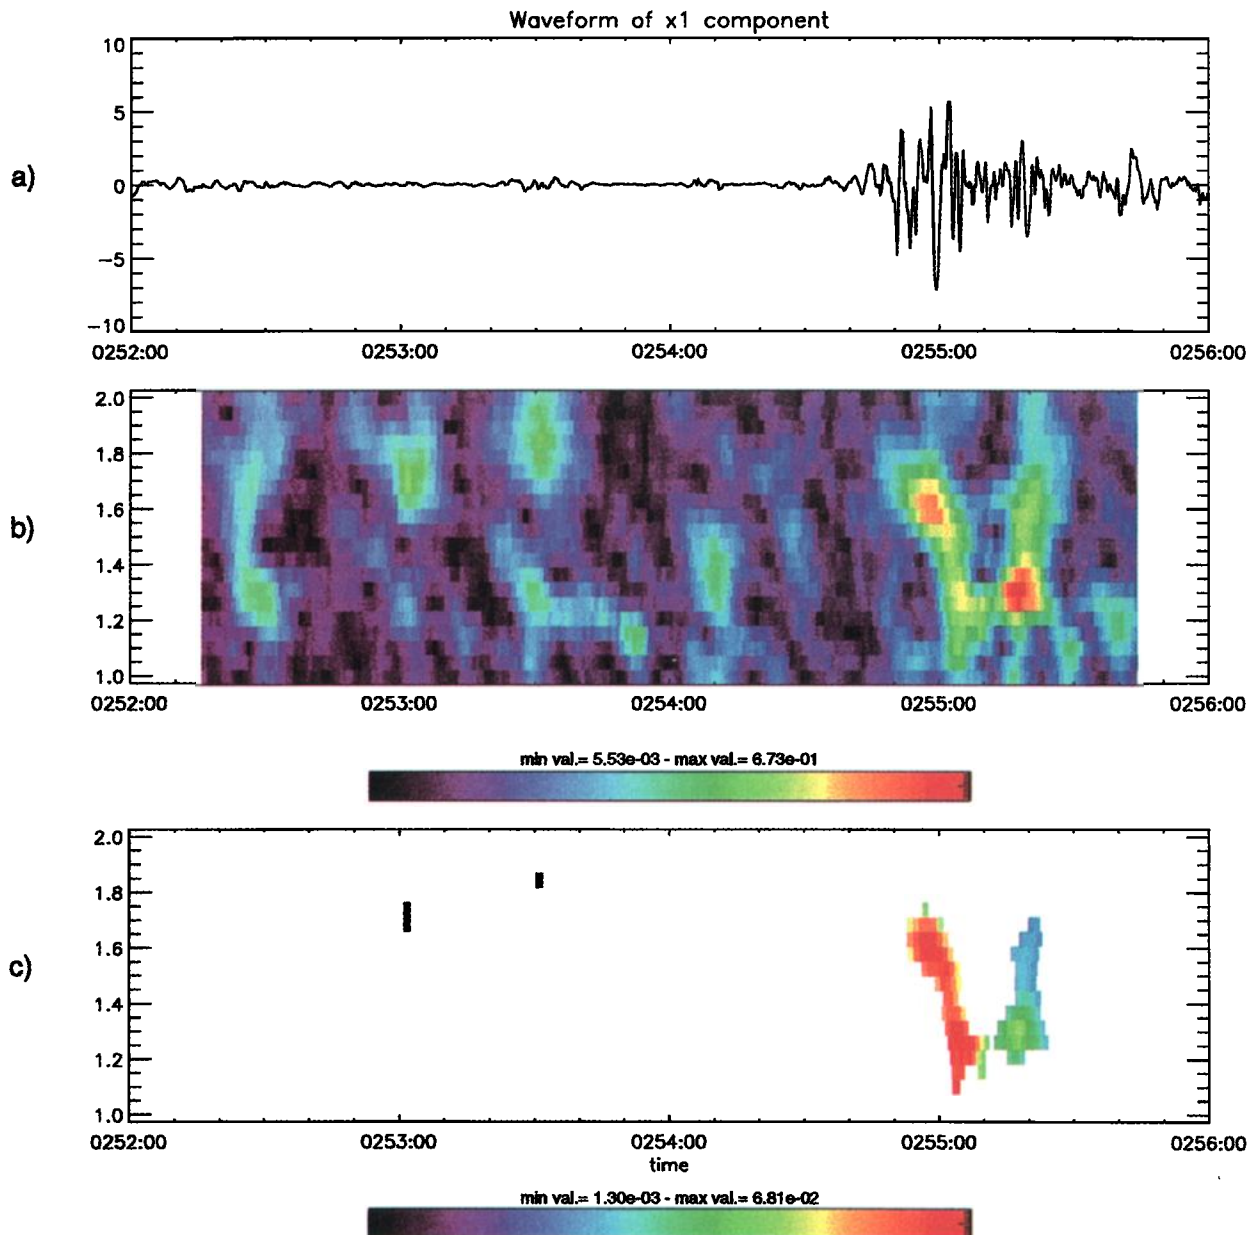 Waveform of x1 component
a)
10
5
0
−5
−10
0252:00 0253:00 0254:00 0255:00 0256:00
b)
2.0
1.8
1.6
1.4
1.2
1.0
0252:00 0253:00 0254:00 0255:00 0256:00
min val.= 5.53e-03 - max val.= 6.73e-01
c)
2.0
1.8
1.6
1.4
1.2
1.0
0252:00 0253:00 0254:00 0255:00 0256:00
time
min val.= 1.30e-03 - max val.= 6.81e-02